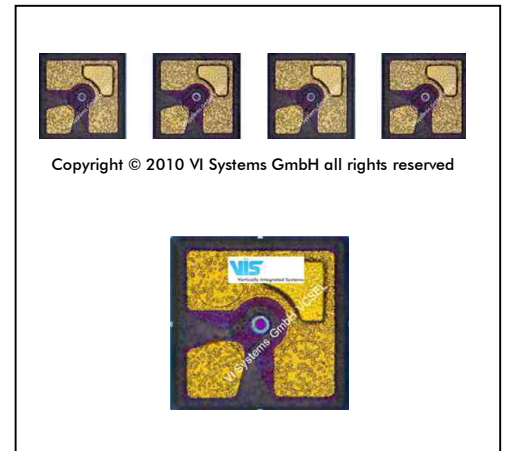 Copyright © 2010 VI Systems GmbH all rights reserved
VIS
Vertically Integrated Systems
VI Systems GmbH VCSEL